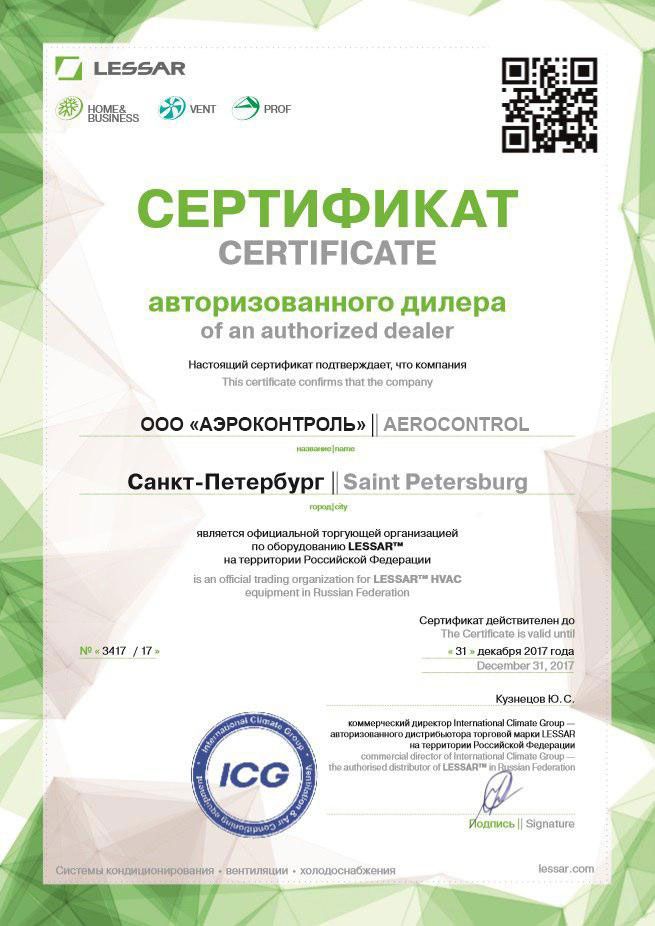 LESSAR
HOME&
BUSINESS
VENT
PROF
СЕРТИФИКАТ
CERTIFICATE
авторизованного дилера
of an authorized dealer
Настоящий сертификат подтверждает, что компания
This certificate confirms that the company
ООО «АЭРОКОНТРОЛЬ» || AEROCONTROL
название|name
Санкт-Петербург || Saint Petersburg
город|city
является официальной торгующей организацией
по оборудованию LESSAR™
на территории Российской Федерации
is an official trading organization for LESSAR™ HVAC
equipment in Russian Federation
Сертификат действителен до
The Certificate is valid until
№ « 3417 / 17 »
« 31 » декабря 2017 года
December 31, 2017
Кузнецов Ю. С.
коммерческий директор International Climate Group —
авторизованного дистрибьютора торговой марки LESSAR
на территории Российской Федерации
commercial director of International Climate Group —
the authorised distributor of LESSAR™ in Russian Federation
International Climate Group
ICG
Ventilation & Air Conditioning equipment
Подпись || Signature
Системы кондиционирования • вентиляции • холодоснабжения
lessar.com